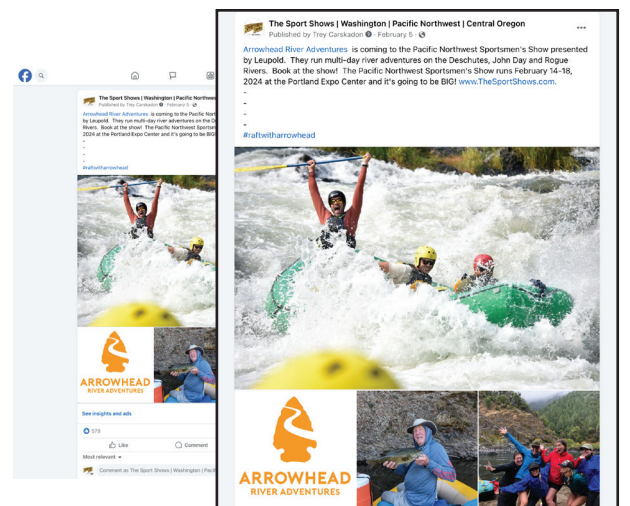 The Sport Shows | Washington | Pacific Northwes
Published by Trey Carskadon · February 5 ·
Arrowhead River Adventures is coming to the Pacific Nort
by Leupold. They run multi-day river adventures on the D
Rivers. Book at the show! The Pacific Northwest Sportsm
2024 at the Portland Expo Center and it's going to be BIG!
-
-
-
-
#raftwitharrowhead
ARROWHEAD
RIVER ADVENTURES
See insights and ads
579
Like
Comment
Most relevant
Comment as The Sport Shows | Washington | Pacif
The Sport Shows | Washington | Pacific Northwest | Central Oregon
Published by Trey Carskadon · February 5 ·
Arrowhead River Adventures is coming to the Pacific Northwest Sportsmen's Show presented
by Leupold. They run multi-day river adventures on the Deschutes, John Day and Rogue
Rivers. Book at the show! The Pacific Northwest Sportsmen's Show runs February 14-18,
2024 at the Portland Expo Center and it's going to be BIG! www.TheSportShows.com.
-
-
-
-
#raftwitharrowhead
ARROWHEAD
RIVER ADVENTURES